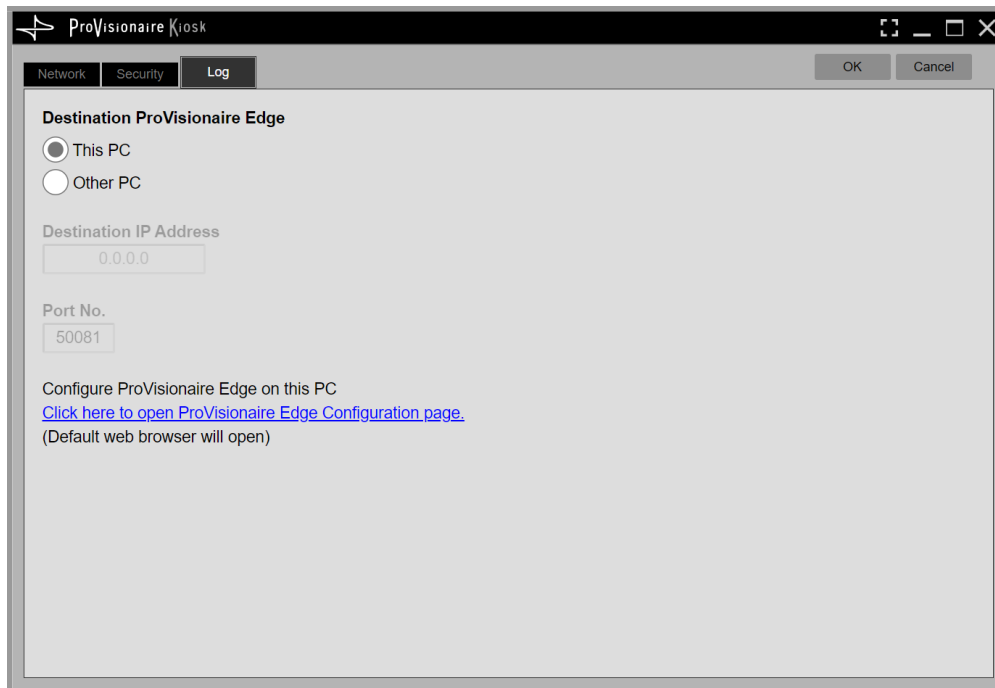 ProVisionaire Kiosk
Network Security Log OK Cancel
Destination ProVisionaire Edge
This PC
Other PC
Destination IP Address
0.0.0.0
Port No.
50081
Configure ProVisionaire Edge on this PC
Click here to open ProVisionaire Edge Configuration page.
(Default web browser will open)